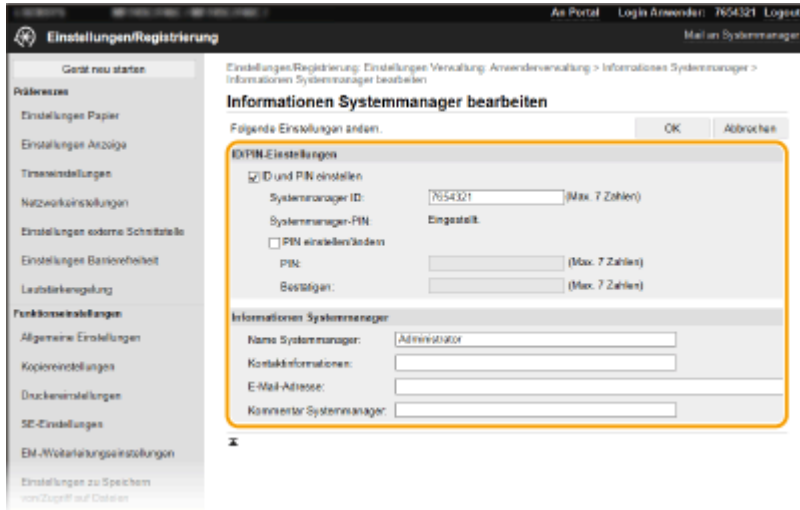 An Portal Login Anwender: 7654321 Logout
Einstellungen/Registrierung
Mail an Systemmanager
Gerät neu starten
Präferenzen
Einstellungen Papier
Einstellungen Anzeige
Timereinstellungen
Netzwerkeinstellungen
Einstellungen externe Schnittstelle
Einstellungen Barrierefreiheit
Lautstärkeregelung
Funktionseinstellungen
Allgemeine Einstellungen
Kopiereinstellungen
Druckereinstellungen
SE-Einstellungen
EM-/Weiterleitungseinstellungen
Einstellungen zu Speichern
von/Zugriff auf Dateien
Einstellungen/Registrierung: Einstellungen Verwaltung: Anwenderverwaltung > Informationen Systemmanager >
Informationen Systemmanager bearbeiten
Informationen Systemmanager bearbeiten
Folgende Einstellungen ändern.
OK Abbrechen
ID/PIN-Einstellungen
ID und PIN einstellen
Systemmanager ID: 7654321 (Max. 7 Zahlen)
Systemmanager-PIN: Eingestellt.
PIN einstellen/ändern
PIN: (Max. 7 Zahlen)
Bestätigen: (Max. 7 Zahlen)
Informationen Systemmanager
Name Systemmanager: Administrator
Kontaktinformationen:
E-Mail-Adresse:
Kommentar Systemmanager: